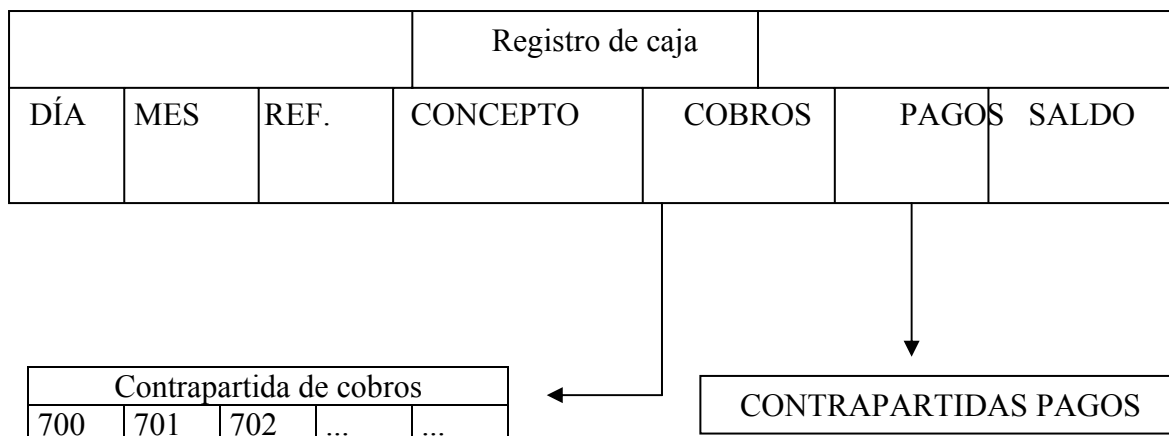 Registro de caja
DÍA MES REF. CONCEPTO COBROS PAGOS SALDO
Contrapartida de cobros
700 701 702 ... ...
CONTRAPARTIDAS PAGOS